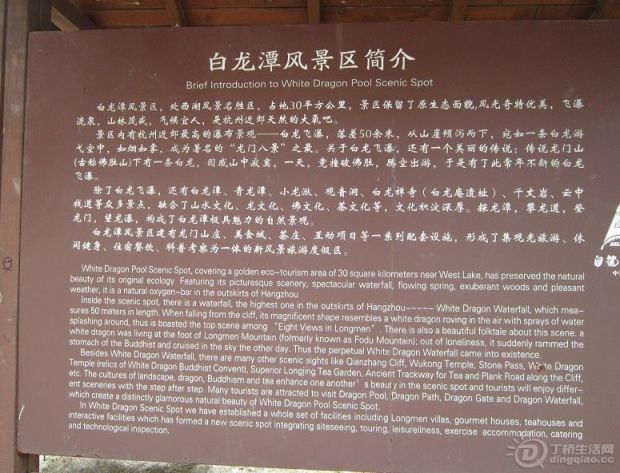 白龙潭风景区简介
Brief Introduction to White Dragon Pool Scenic Spot
白龙潭风景区，处西湖风景名胜区，占地30平方公里，景区保留了原生态面貌，风光奇特优美，飞瀑
流泉，山林茂威，气候宜人，是杭州近郊天然的大氧吧。
景区内有杭州近郊最高的瀑布景观——白龙飞瀑，落差50余米，从山崖倾泻而下，宛如一条白龙游
弋空中，如烟如拿，成为著名的“龙门八景”之最。关于白龙飞瀑，还有一个美丽的传说：传说龙门山
(古称佛肚山)下有一条白龙，因感山中寂寞，一天，竟撞破佛肚，腾空出游，于是有了此常年不断的白龙
飞瀑。
除了白龙飞瀑，还有白龙潭、青龙潭、小龙湫、观音洞、白龙禅寺（白龙庵遗址）、千丈岩、云中
栈道等众多景点，融合了山水文化、龙文化、佛文化、茶文化等，文化积淀深厚。探龙潭，攀龙道，登
龙门，望龙瀑，构成了白龙潭极具魅力的自然景观。
白龙潭风景区建有龙门山庄、美食城、茶庄、互动项目等一系列配套设施，形成了集观光旅游、休
闲健身、住宿餐饮、科普考察为一体的新风景旅游度假区。
White Dragon Pool Scenic Spot, covering a golden eco-tourism area of 30 square kilometers near West Lake, has preserved the natural
beauty of its original ecology Featuring its picturesque scenery, spectacular waterfall, flowing spring, exuberant woods and pleasant
weather, it is a natural oxygen-bar in the outskirts of Hangzhou
Inside the scenic spot, there is a waterfall, the highest one in the outskirts of Hangzhou----- White Dragon Waterfall, which mea-
sures 50 meters in length. When falling from the cliff, its magnificent shape resembles a white dragon roving in the air with sprays of water
splashing around, thus is boasted the top scene among “Eight Views in Longmen”. There is also a beautiful folktale about this scene: a
white dragon was living at the foot of Longmen Mountain (formerly known as Fodu Mountain); out of loneliness, it suddenly rammed the
stomach of the Buddhist and cruised in the sky the other day. Thus the perpetual White Dragon Waterfall came into existence.
Besides White Dragon Waterfall, there are many other scenic sights like Qianzhang Cliff, Wukong Temple, Stone Pass, White Dragon
Temple (relics of White Dragon Buddhist Convent), Superior Longjing Tea Garden, Ancient Trackway for Tea and Plank Road along the Cliff,
etc. The cultures of landscape, dragon, Buddhism and tea enhance one another's beauty in the scenic spot and tourists will enjoy differ-
ent sceneries with the step after step. Many tourists are attracted to visit Dragon Pool, Dragon Path, Dragon Gate and Dragon Waterfall,
which create a distinctly glamorous natural beauty of White Dragon Pool Scenic Spot.
In White Dragon Scenic Spot we have established a whole set of facilities including Longmen villas, gourmet houses, teahouses and
interactive facilities which has formed a new scenic spot integrating siteseeing, touring, leisureliness, exercise accommodation, catering
and technological inspection.
丁桥生活网
dingqiao.cc